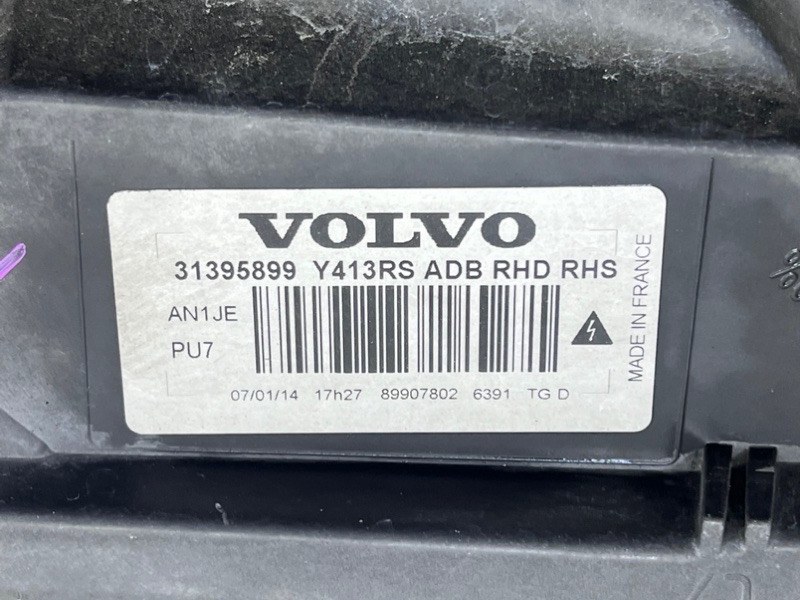 VOLVO
31395899 Y413RS ADB RHD RHS
AN1JE
PU7
MADE IN FRANCE
07/01/14 17h27 89907802 6391 TG D